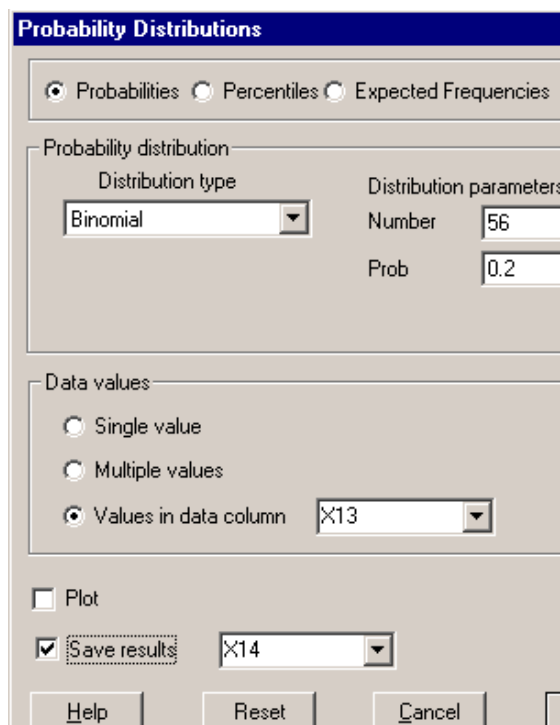 Probability Distributions
Probabilities Percentiles Expected Frequencies
Probability distribution
Distribution type
Binomial
Distribution parameters
Number 56
Prob 0.2
Data values
Single value
Multiple values
Values in data column X13
Plot
Save results X14
Help Reset Cancel